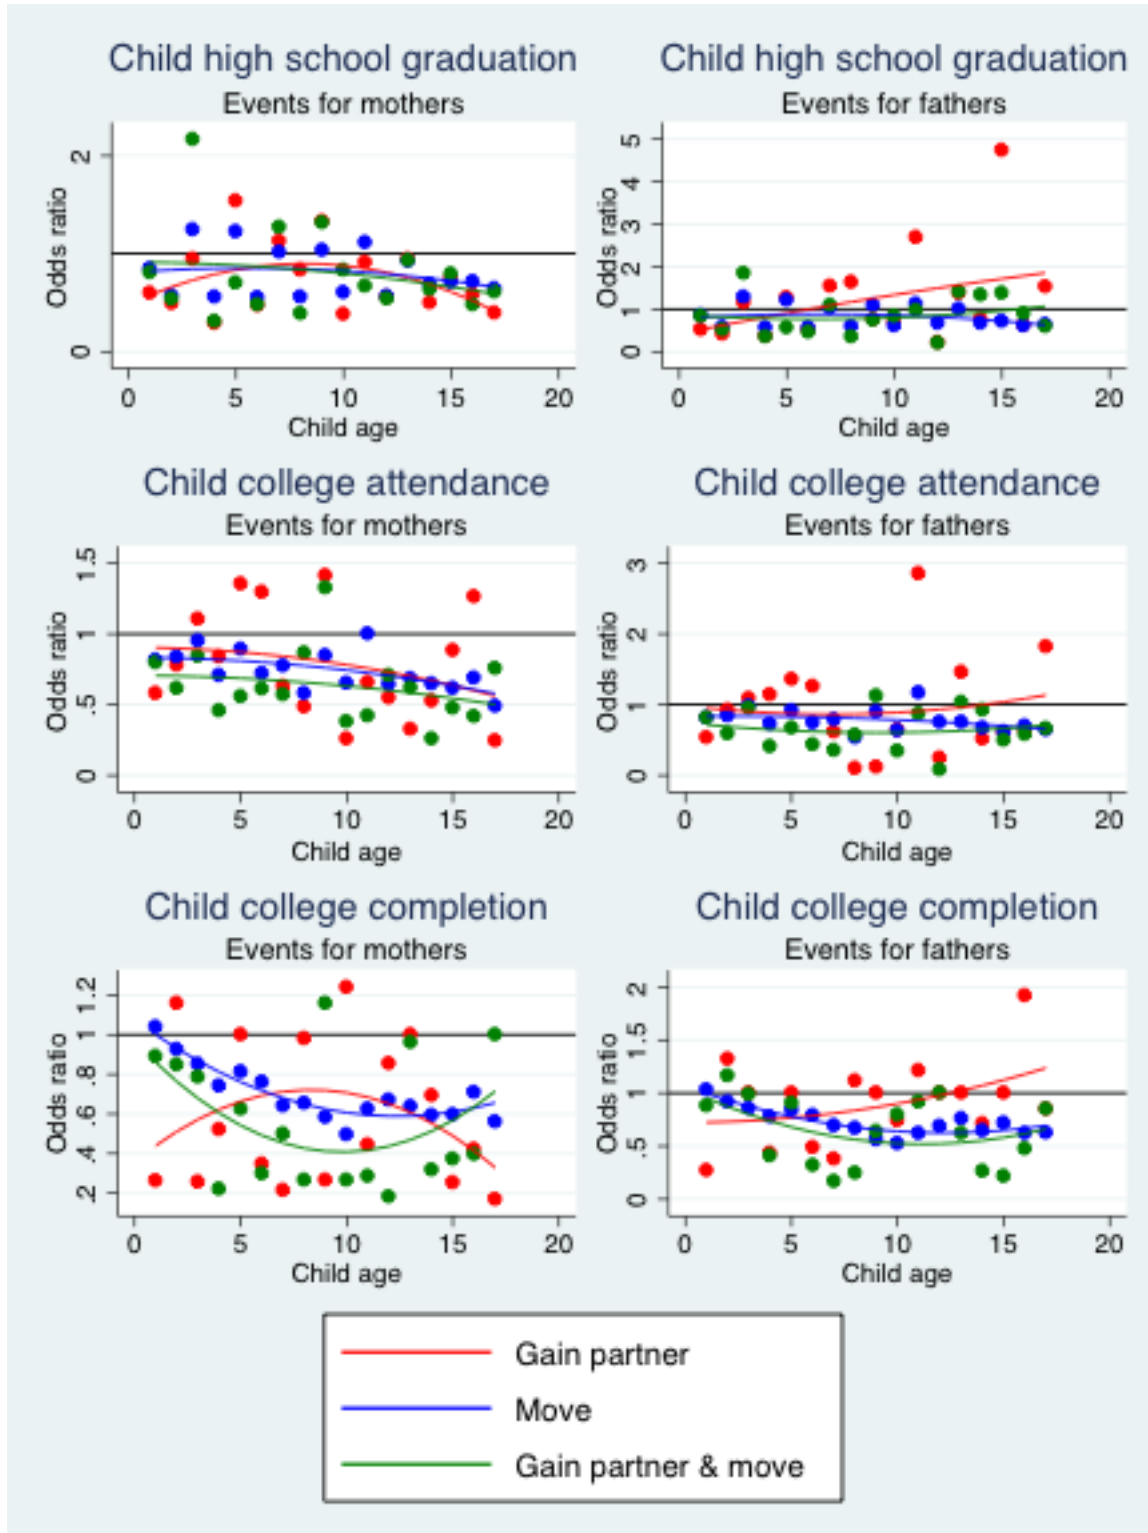 Child high school graduation
Events for mothers
Odds ratio
2
0
0 5 10 15 20
Child age
Child high school graduation
Events for fathers
Odds ratio
5
4
3
2
1
0
0 5 10 15 20
Child age
Child college attendance
Events for mothers
Odds ratio
1.5
1
.5
0
0 5 10 15 20
Child age
Child college attendance
Events for fathers
Odds ratio
3
2
1
0
0 5 10 15 20
Child age
Child college completion
Events for mothers
Odds ratio
1.2
1
.8
.6
.4
.2
0 5 10 15 20
Child age
Child college completion
Events for fathers
Odds ratio
2
1.5
1
.5
0
0 5 10 15 20
Child age
Gain partner
Move
Gain partner & move